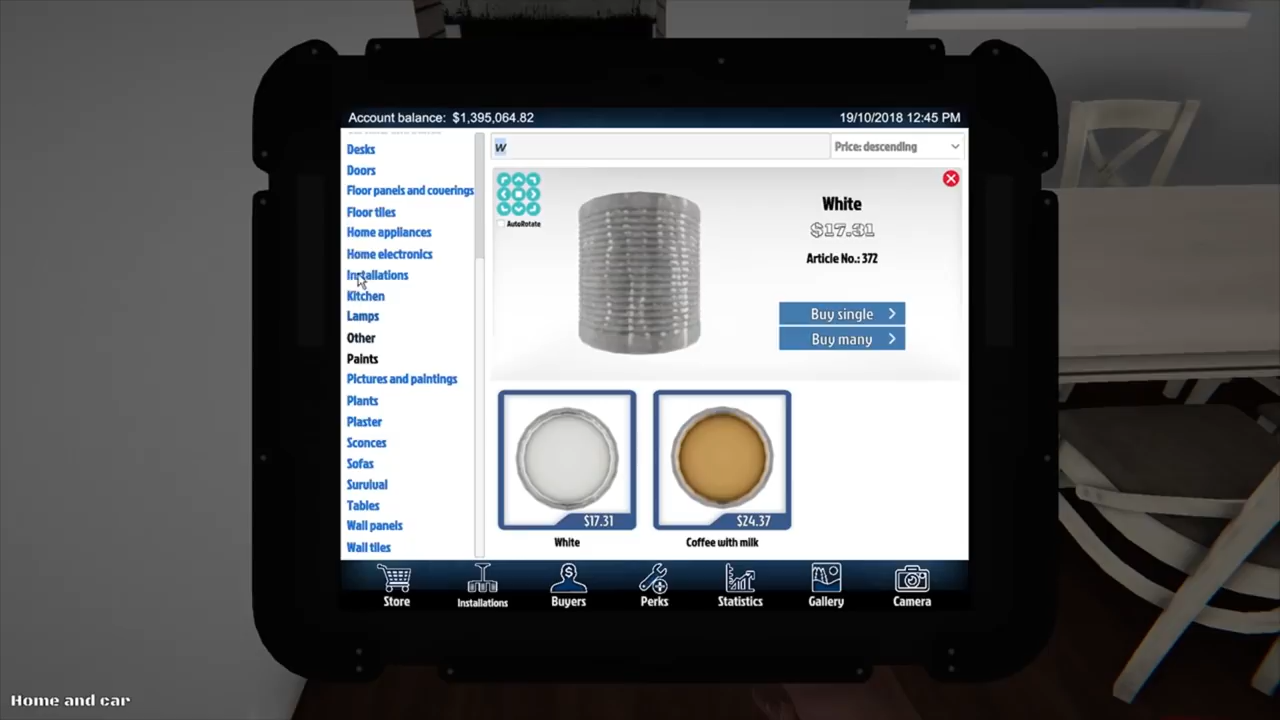 Account balance: $1,395,064.82
19/10/2018 12:45 PM
Desks
Doors
Floor panels and coverings
Floor tiles
Home appliances
Home electronics
Installations
Kitchen
Lamps
Other
Paints
Pictures and paintings
Plants
Plaster
Sconces
Sofas
Survival
Tables
Wall panels
Wall tiles
w
Price: descending
AutoRotate
White
$17.31
Article No.: 372
Buy single
Buy many
$17.31
White
$24.37
Coffee with milk
Store
Installations
Buyers
Perks
Statistics
Gallery
Camera
Home and car